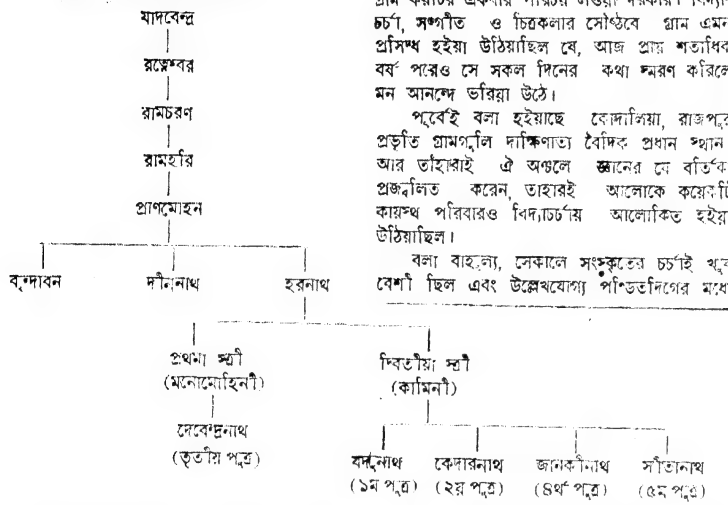 যাদবেন্দ্র
রত্নেশ্বর
রামচরণ
রামহরি
প্রাণমোহন
বৃন্দাবন দীননাথ হরনাথ
প্রথমা স্ত্রী দ্বিতীয়া স্ত্রী
(মনোমোহিনী) (কামিনী)
দেবেন্দ্রনাথ
(তৃতীয় পুত্র)
যদুনাথ কেদারনাথ জানকীনাথ সীতানাথ
(১ম পুত্র) (২য় পুত্র) (৪র্থ পুত্র) (৫ম পুত্র)
চর্চা, সঙ্গীত ও চিত্রকলার সৌষ্ঠবে গ্রাম এমন
প্রসিদ্ধ হইয়া উঠিয়াছিল যে, আজ প্রায় শতাধিক
বর্ষ পরেও সে সকল দিনের কথা স্মরণ করিলে
মন আনন্দে ভরিয়া উঠে।
পূর্বেই বলা হইয়াছে কোদালিয়া, রাজপুর
প্রভৃতি গ্রামগুলি দাক্ষিণাত্য বৈদিক প্রধান স্থান।
আর তাঁহারাই ঐ অঞ্চলে জ্ঞানের যে বর্তিকা
প্রজ্বলিত করেন, তাহারই আলোকে কয়েকটি
কায়স্থ পরিবারও বিদ্যাচর্চায় আলোকিত হইয়া
উঠিয়াছিল।
বলা বাহুল্য, সেকালে সংস্কৃতের চর্চাই খুব
বেশী ছিল এবং উল্লেখযোগ্য পণ্ডিতদিগের মধ্যে